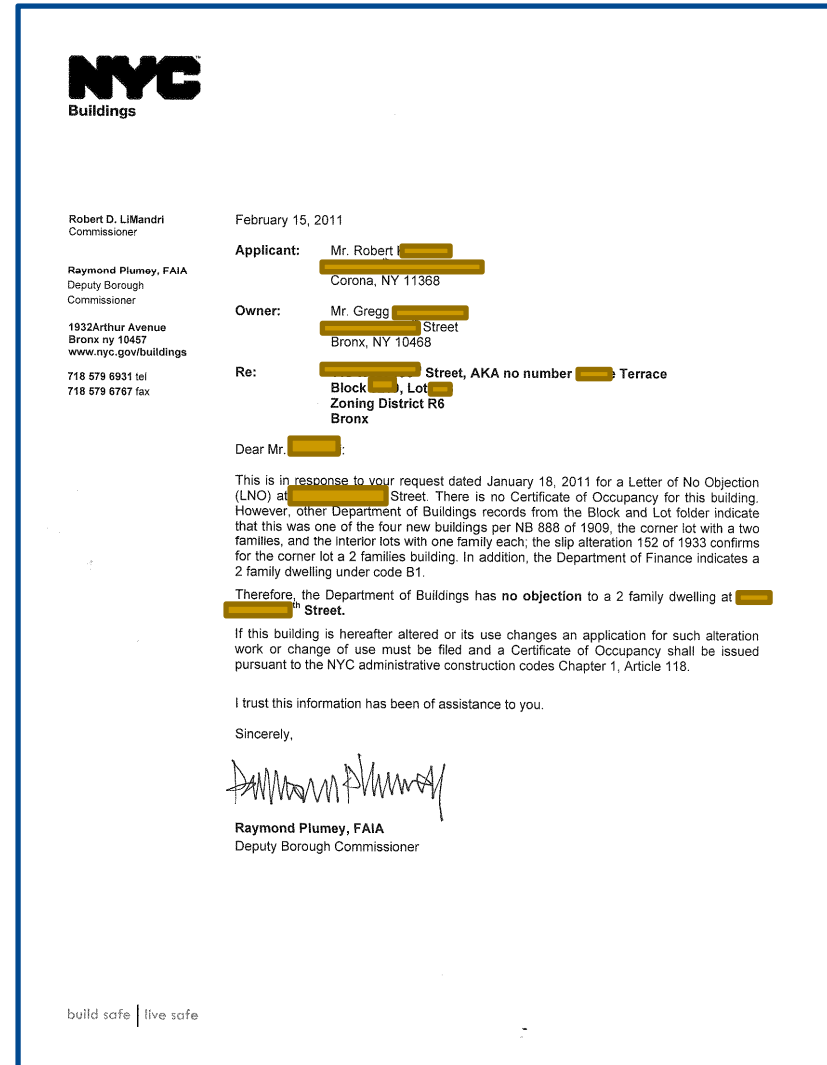 NYC
Buildings
Robert D. LiMandri
Commissioner
Raymond Plumey, FAIA
Deputy Borough
Commissioner
1932Arthur Avenue
Bronx ny 10457
www.nyc.gov/buildings
718 579 6931 tel
718 579 6767 fax
February 15, 2011
Applicant: Mr. Robert
Corona, NY 11368
Owner: Mr. Gregg
Street
Bronx, NY 10468
Re: Street, AKA no number Terrace
Block , Lot
Zoning District R6
Bronx
Dear Mr. :
This is in response to your request dated January 18, 2011 for a Letter of No Objection
(LNO) at Street. There is no Certificate of Occupancy for this building.
However, other Department of Buildings records from the Block and Lot folder indicate
that this was one of the four new buildings per NB 888 of 1909, the corner lot with a two
families, and the interior lots with one family each; the slip alteration 152 of 1933 confirms
for the corner lot a 2 families building. In addition, the Department of Finance indicates a
2 family dwelling under code B1.
Therefore, the Department of Buildings has no objection to a 2 family dwelling at
th Street.
If this building is hereafter altered or its use changes an application for such alteration
work or change of use must be filed and a Certificate of Occupancy shall be issued
pursuant to the NYC administrative construction codes Chapter 1, Article 118.
I trust this information has been of assistance to you.
Sincerely,
Raymond Plumey
Raymond Plumey, FAIA
Deputy Borough Commissioner
build safe | live safe